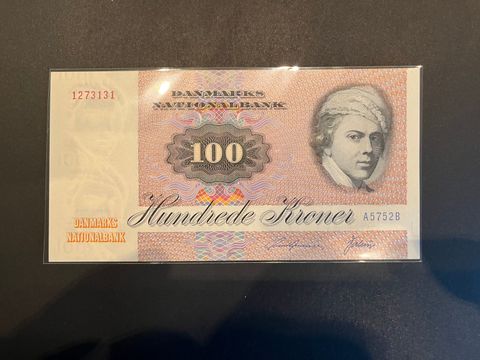 1273131
DANMARKS
NATIONALBANK
100
Hundrede Kroner
A5752B
DANMARKS
NATIONALBANK